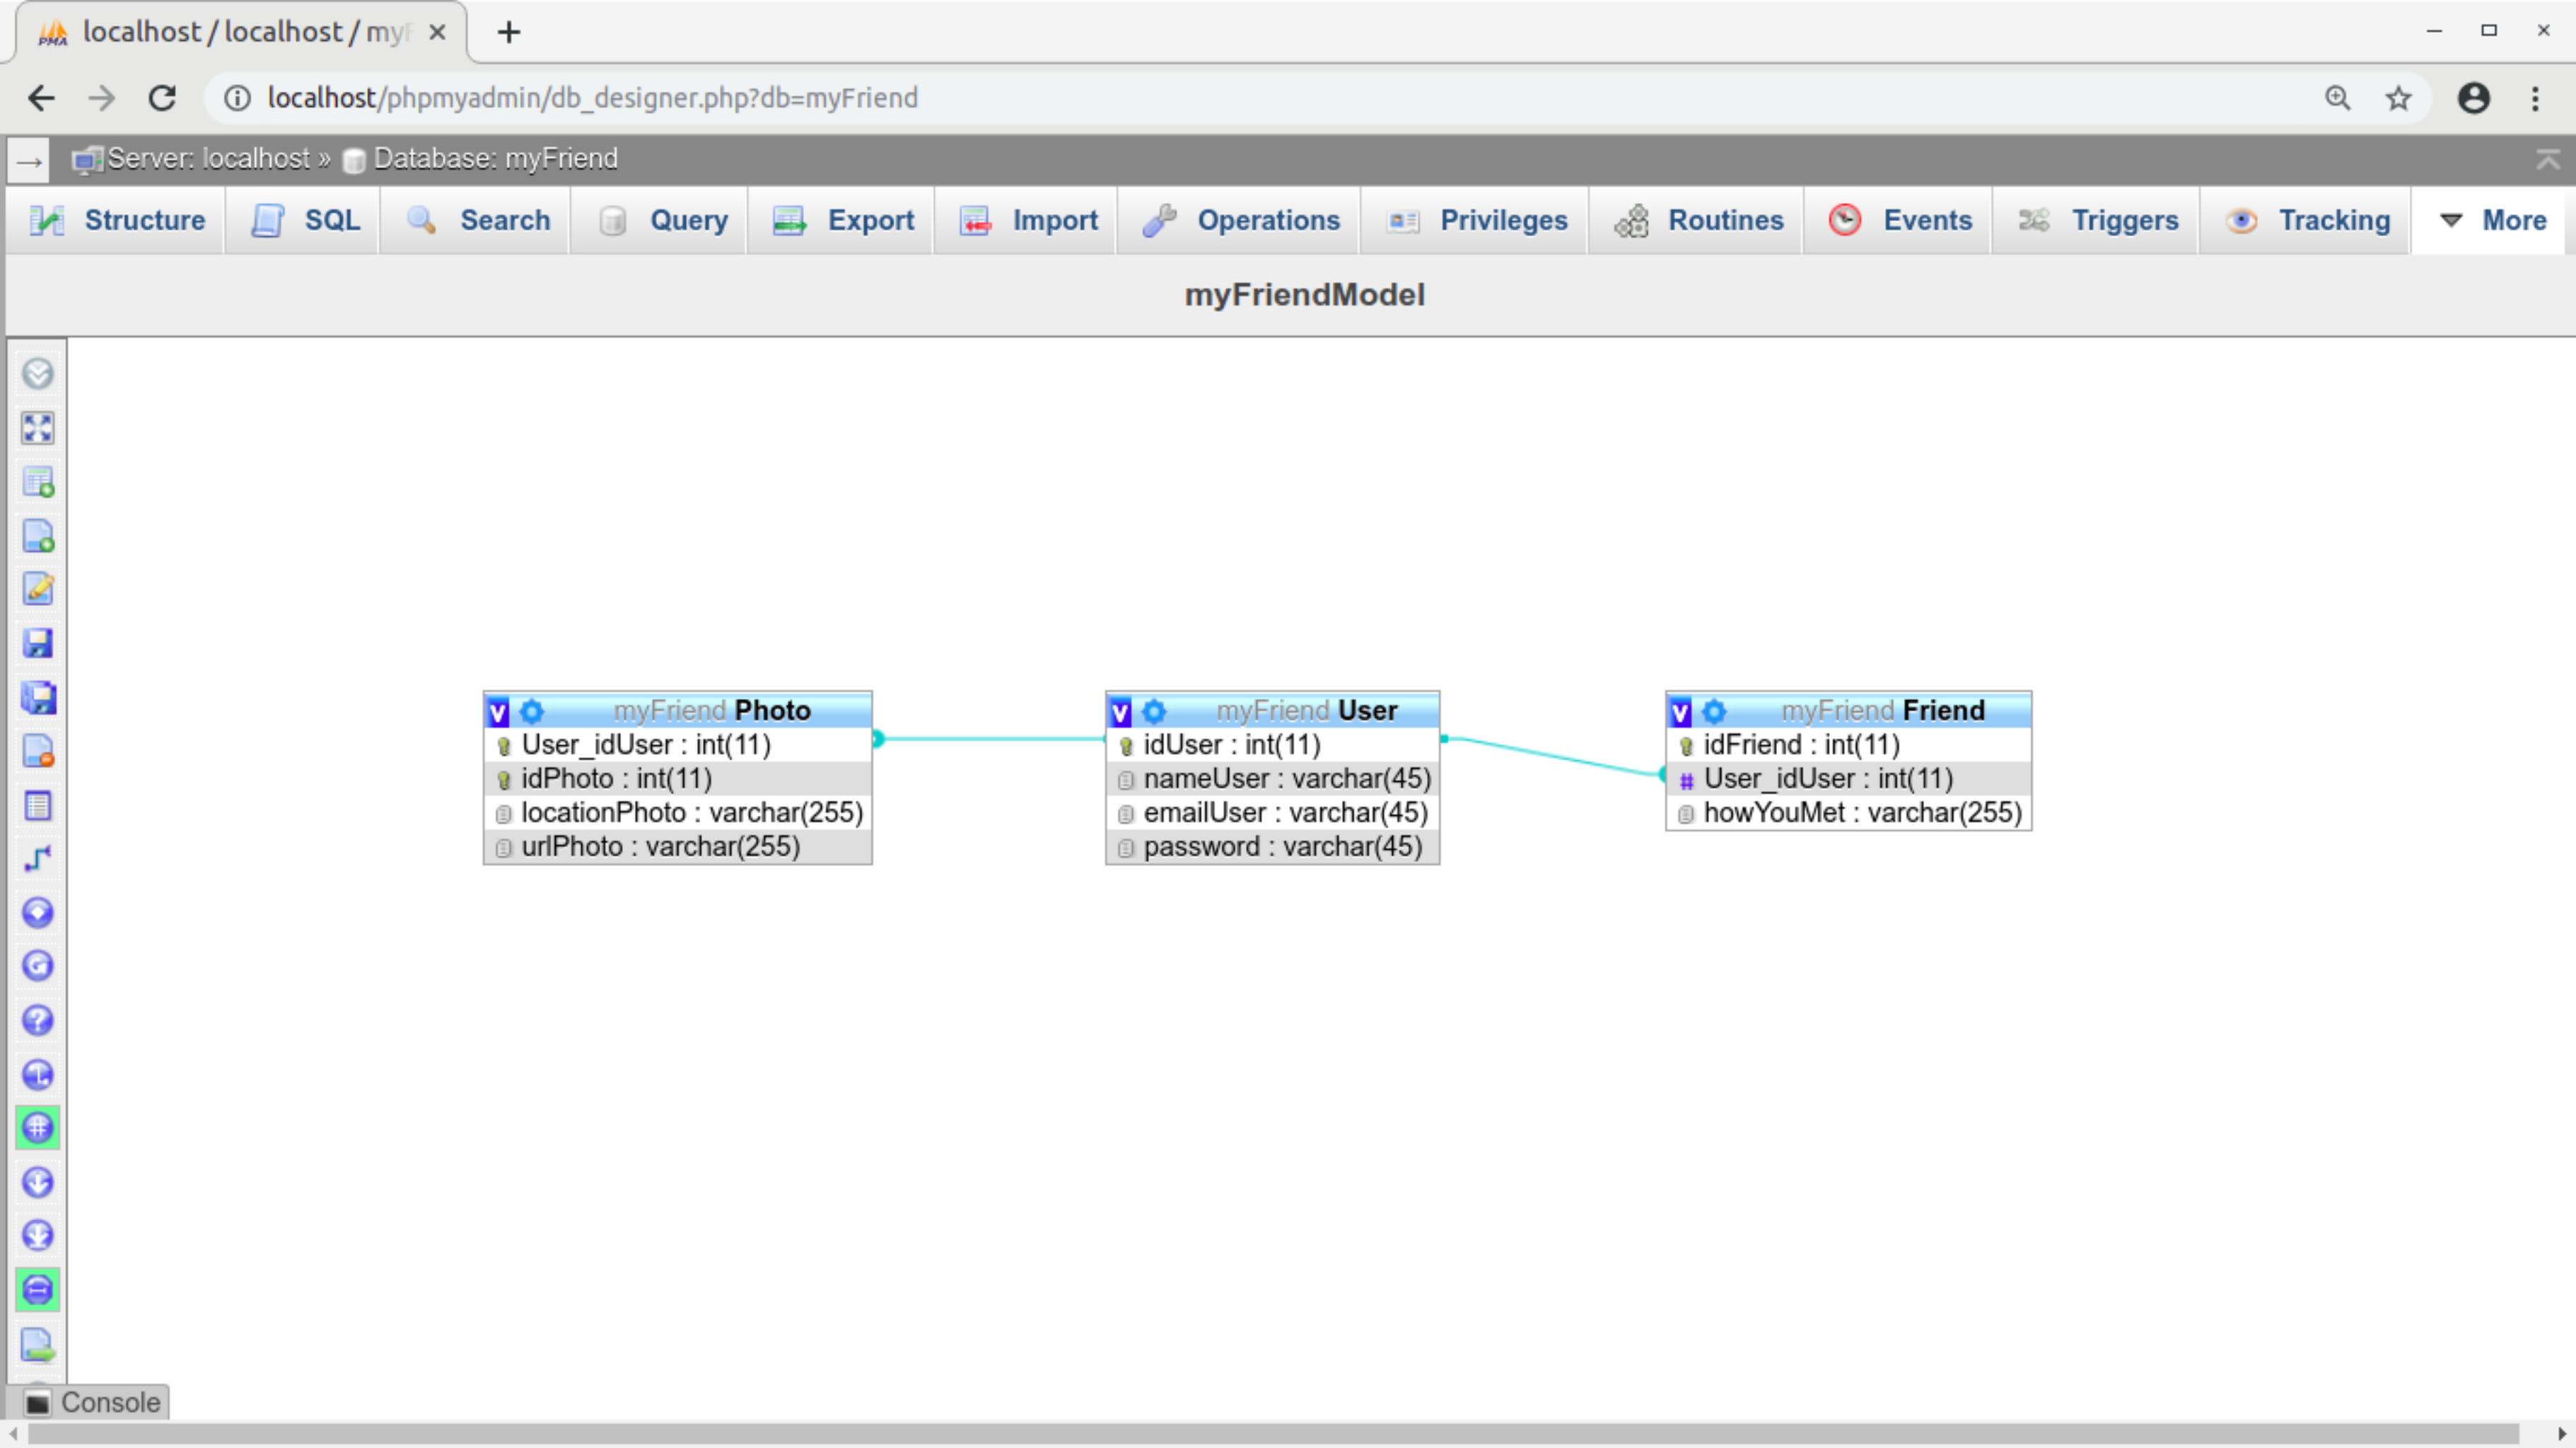 localhost / localhost / myF
localhost/phpmyadmin/db_designer.php?db=myFriend
Server: localhost » Database: myFriend
Structure SQL Search Query Export Import Operations Privileges Routines Events Triggers Tracking More
myFriendModel
v myFriend Photo
User_idUser : int(11)
idPhoto : int(11)
locationPhoto : varchar(255)
urlPhoto : varchar(255)
v myFriend User
idUser : int(11)
nameUser : varchar(45)
emailUser : varchar(45)
password : varchar(45)
v myFriend Friend
idFriend : int(11)
# User_idUser : int(11)
howYouMet : varchar(255)
Console